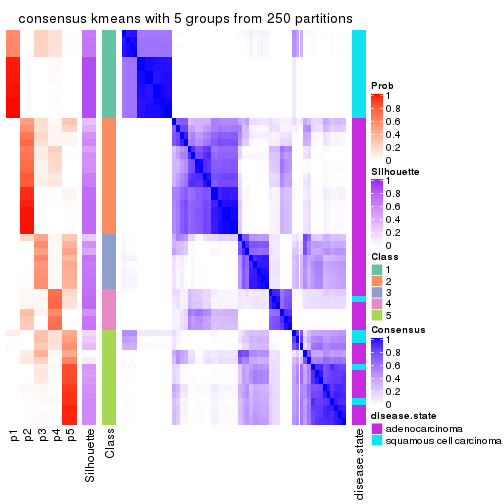 consensus kmeans with 5 groups from 250 partitions
Prob
1
0.8
0.6
0.4
0.2
0
Silhouette
1
0.8
0.6
0.4
0.2
0
Class
1
2
3
4
5
Consensus
1
0.8
0.6
0.4
0.2
0
disease.state
adenocarcinoma
squamous cell carcinoma
p1
p2
p3
p4
p5
Silhouette
Class
disease.state